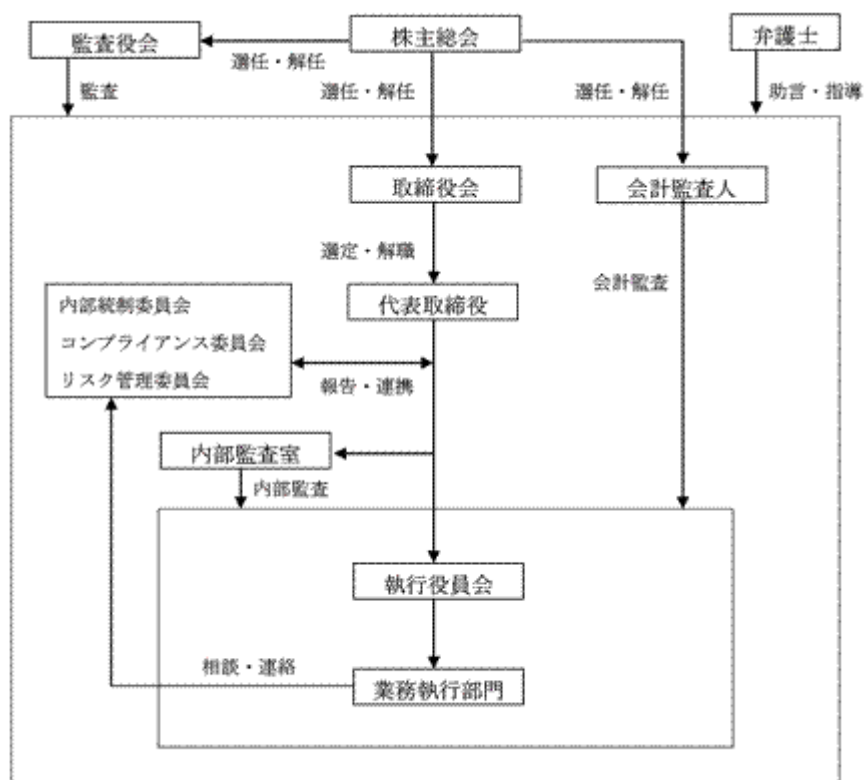 監査役会
株主総会
弁護士
選任・解任
監査
選任・解任
選任・解任
助言・指導
取締役会
会計監査人
選定・解職
会計監査
代表取締役
内部統制委員会
コンプライアンス委員会
リスク管理委員会
報告・連携
内部監査室
内部監査
執行役員会
相談・連絡
業務執行部門